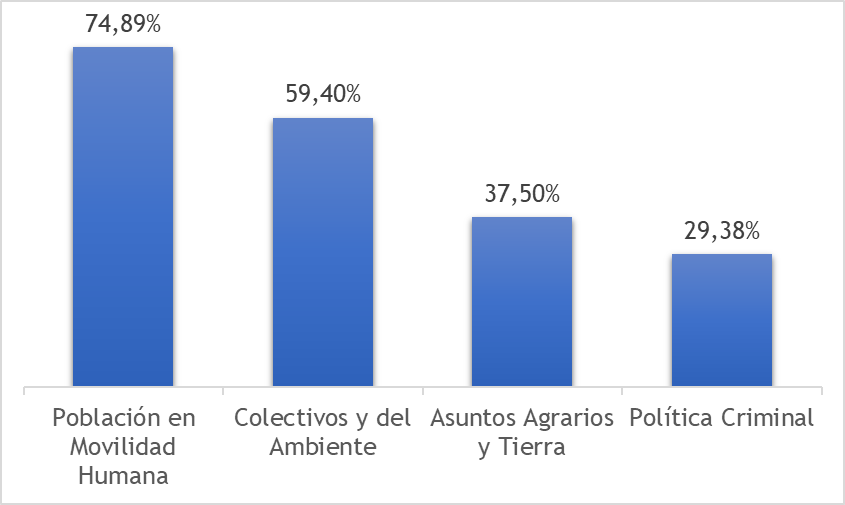 74,89%
59,40%
37,50%
29,38%
Población en
Movilidad
Humana
Colectivos y del
Ambiente
Asuntos Agrarios
y Tierra
Política Criminal